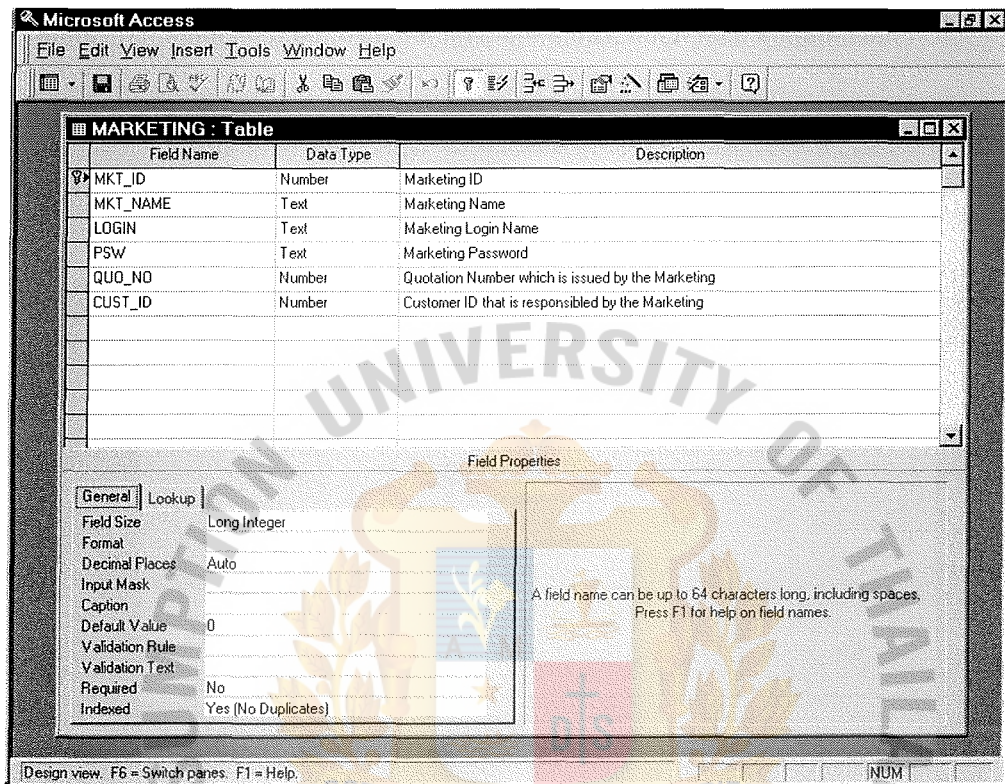 Microsoft Access
File Edit View Insert Tools Window Help
MARKETING : Table
Field Name Data Type Description
MKT_ID Number Marketing ID
MKT_NAME Text Marketing Name
LOGIN Text Maketing Login Name
PSW Text Marketing Password
QUO_NO Number Quotation Number which is issued by the Marketing
CUST_ID Number Customer ID that is responsibled by the Marketing
Field Properties
General Lookup
Field Size Long Integer
Format
Decimal Places Auto
Input Mask
Caption
Default Value 0
Validation Rule
Validation Text
Required No
Indexed Yes (No Duplicates)
A field name can be up to 64 characters long, including spaces.
Press F1 for help on field names.
Design view. F6 = Switch panes. F1 = Help.
NUM
UMPTION UNIVERSITY OF THAILA
A M
D S